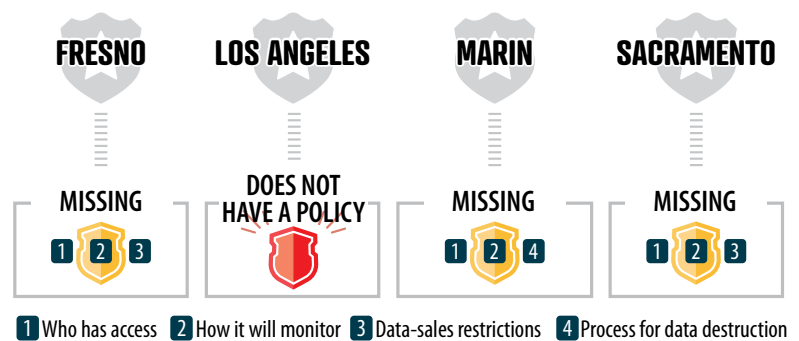 FRESNO
LOS ANGELES
MARIN
SACRAMENTO
MISSING
1 2 3
DOES NOT
HAVE A POLICY
MISSING
1 2 4
MISSING
1 2 3
1 Who has access 2 How it will monitor 3 Data-sales restrictions 4 Process for data destruction